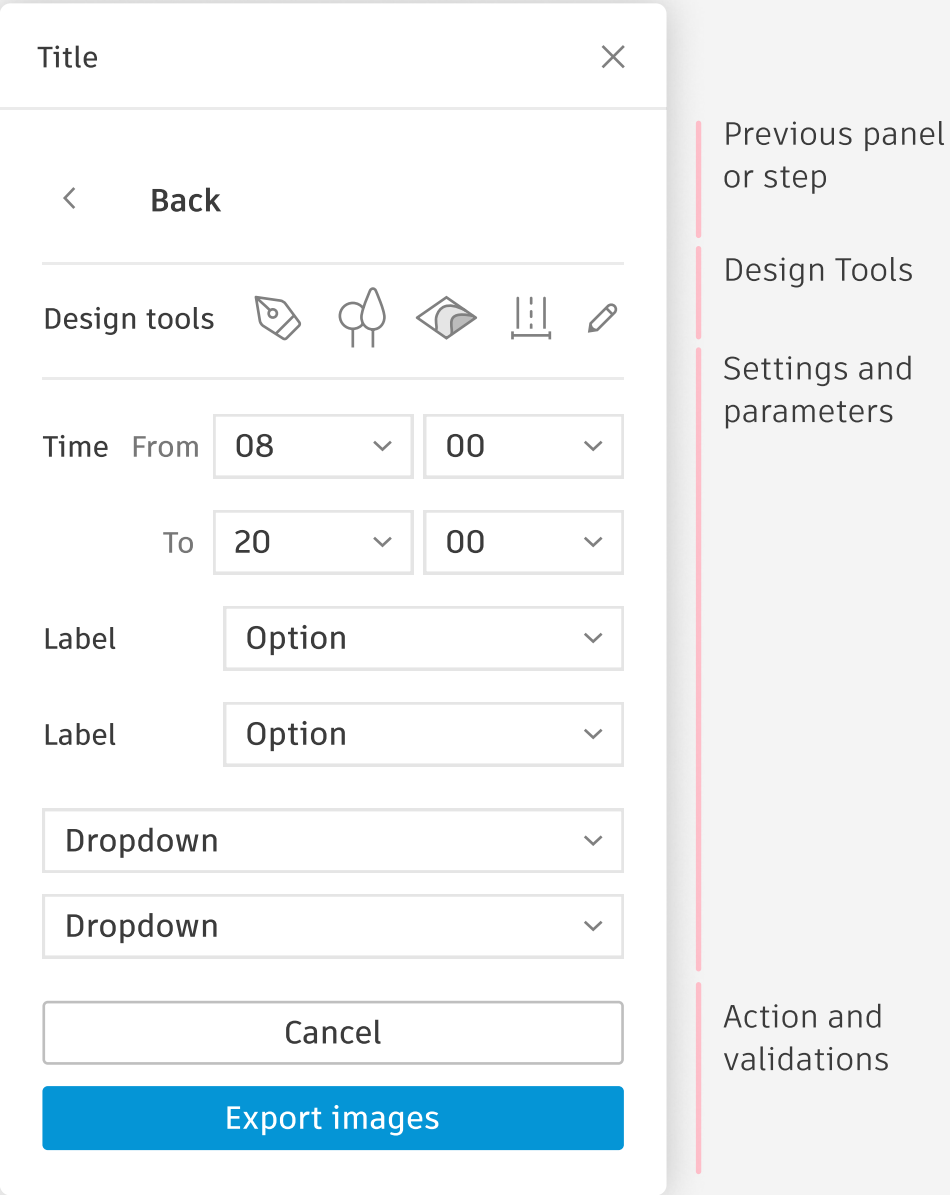 Title
Previous panel
or step
Back
Design Tools
Design tools
Settings and
parameters
Time From 08 00
To 20 00
Label Option
Label Option
Dropdown
Dropdown
Cancel
Action and
validations
Export images